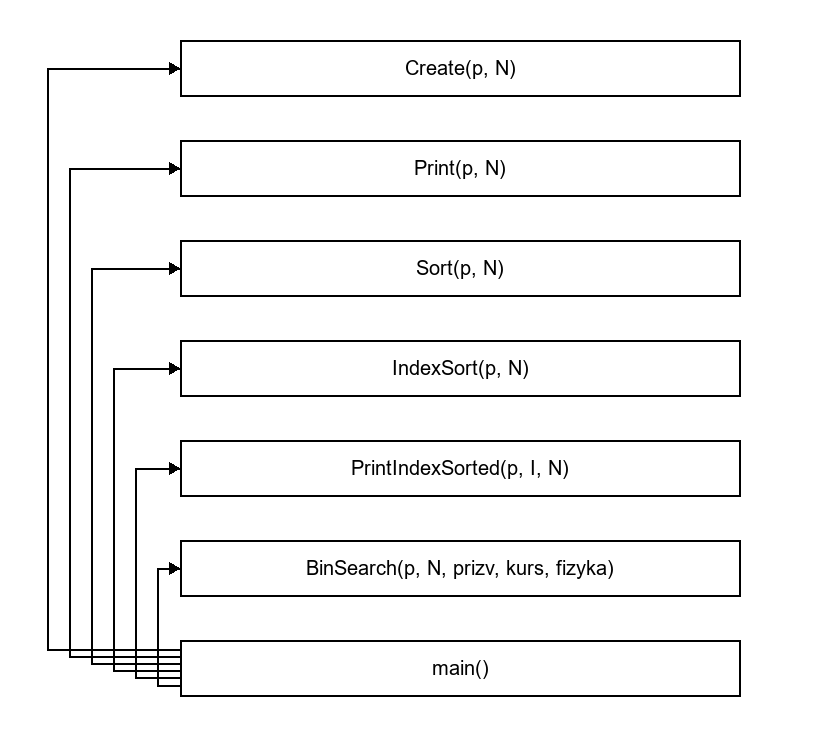 Create(p, N)
Print(p, N)
Sort(p, N)
IndexSort(p, N)
PrintIndexSorted(p, I, N)
BinSearch(p, N, prizv, kurs, fizyka)
main()